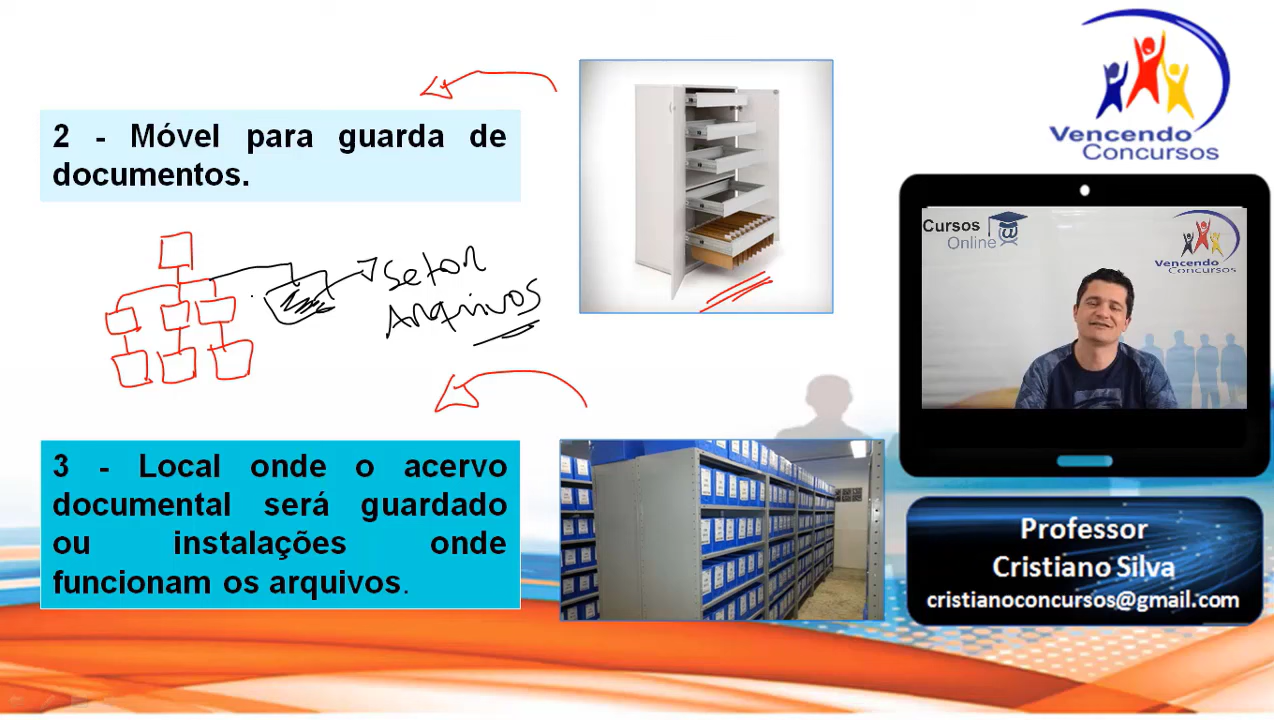 Vencendo
Concursos
2 - Móvel para guarda de
documentos.
Cursos
Online
Vencendo
Concursos
Setor
Arquivos
3 - Local onde o acervo
documental será guardado
ou instalações onde
funcionam os arquivos.
Professor
Cristiano Silva
cristianoconcursos@gmail.com